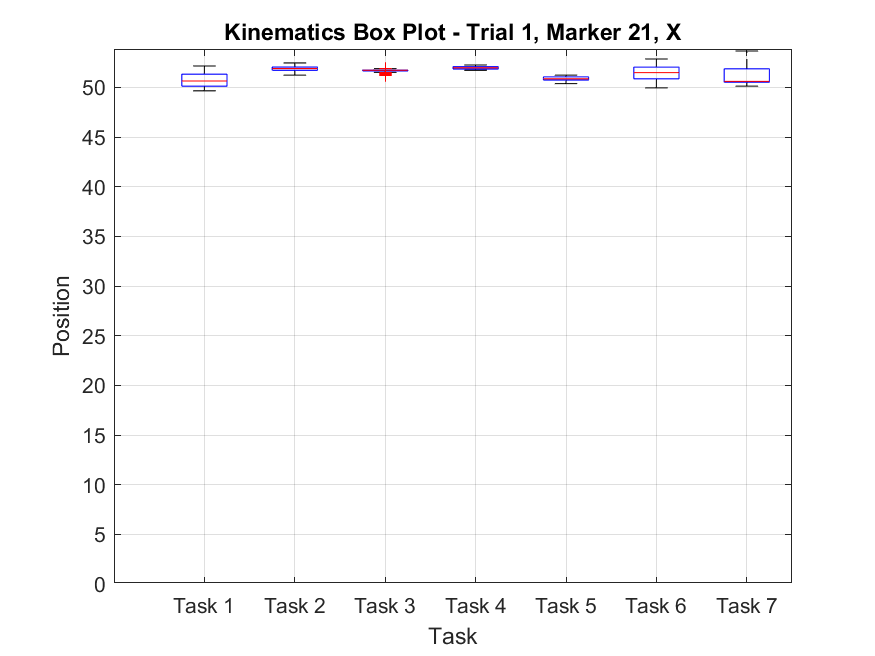 Kinematics Box Plot - Trial 1, Marker 21, X
Position
50
45
40
35
30
25
20
15
10
5
0
Task 1 Task 2 Task 3 Task 4 Task 5 Task 6 Task 7
Task